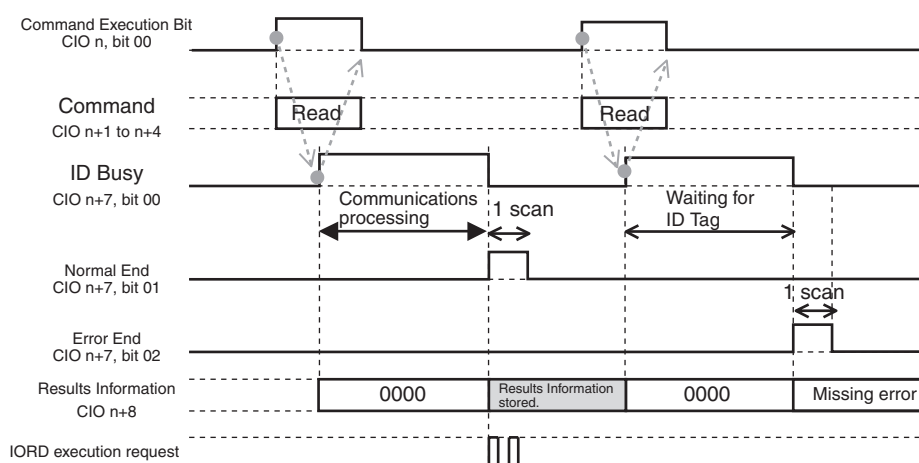 Command Execution Bit
CIO n, bit 00
Command
CIO n+1 to n+4
Read
Read
ID Busy
CIO n+7, bit 00
Communications
processing
1 scan
Waiting for
ID Tag
Normal End
CIO n+7, bit 01
1 scan
Error End
CIO n+7, bit 02
Results Information
CIO n+8
0000
Results Information
stored.
0000
Missing error
IORD execution request